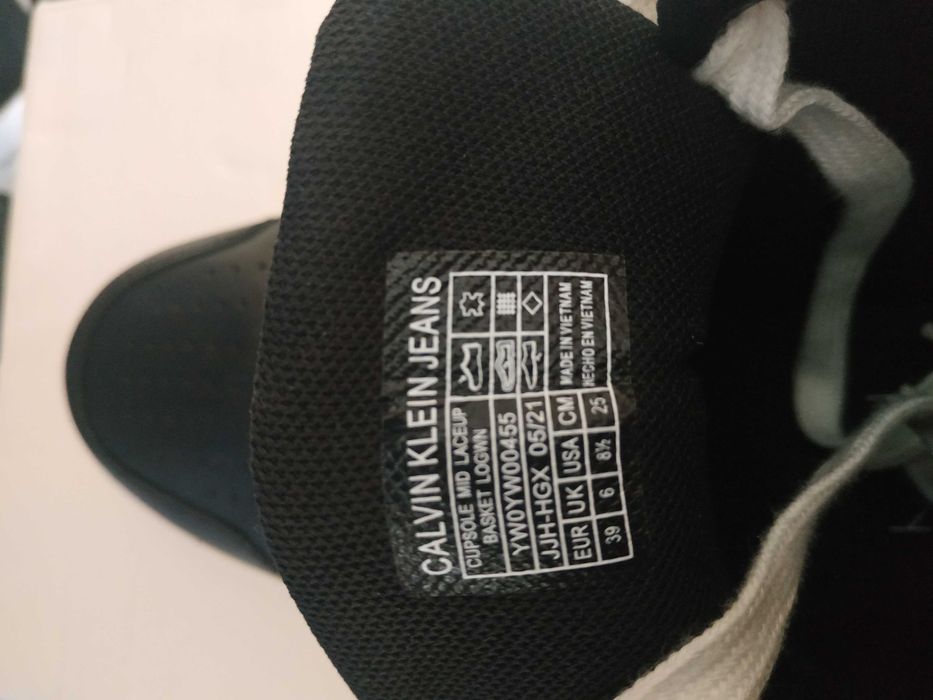 CALVIN KLEIN JEANS
CUPSOLE MID LACEUP
BASKET LOGWN
YW0YW00455
JJH-HGX 05/21
EUR UK USA CM
39 6 8½ 25
MADE IN VIETNAM
HECHO EN VIETNAM